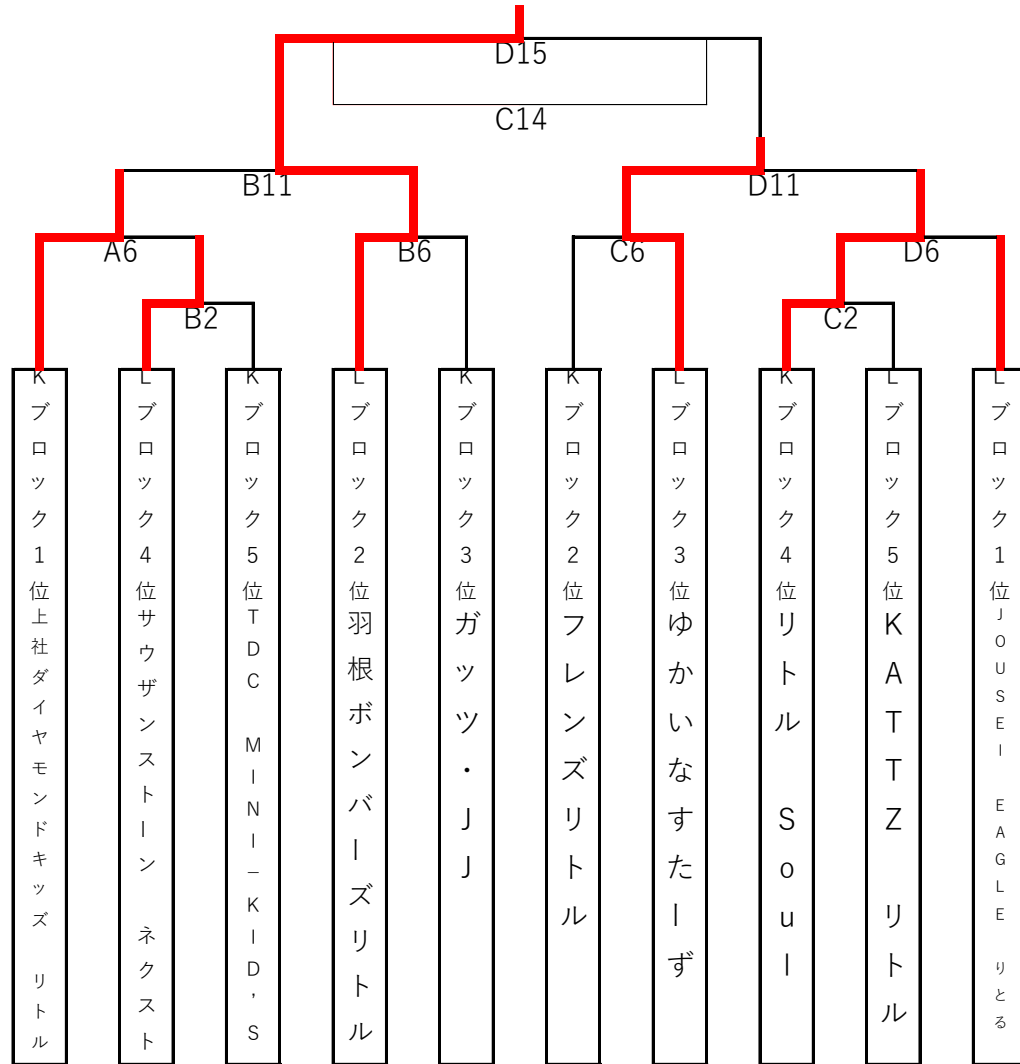 D15
C14
B11
D11
A6
B6
C6
D6
B2
C2
Kブロック1位上社ダイヤモンドキッズ リトル
Lブロック4位サウザンストーン ネクスト
Kブロック5位TDC MINI−KID’S
Lブロック2位羽根ボンバーズリトル
Kブロック3位ガッツ・JJ
Kブロック2位フレンズリトル
Lブロック3位ゆかいなすたーず
Kブロック4位リトル Soul
Lブロック5位KATTZ リトル
Lブロック1位JOUSEI EAGLE りとる